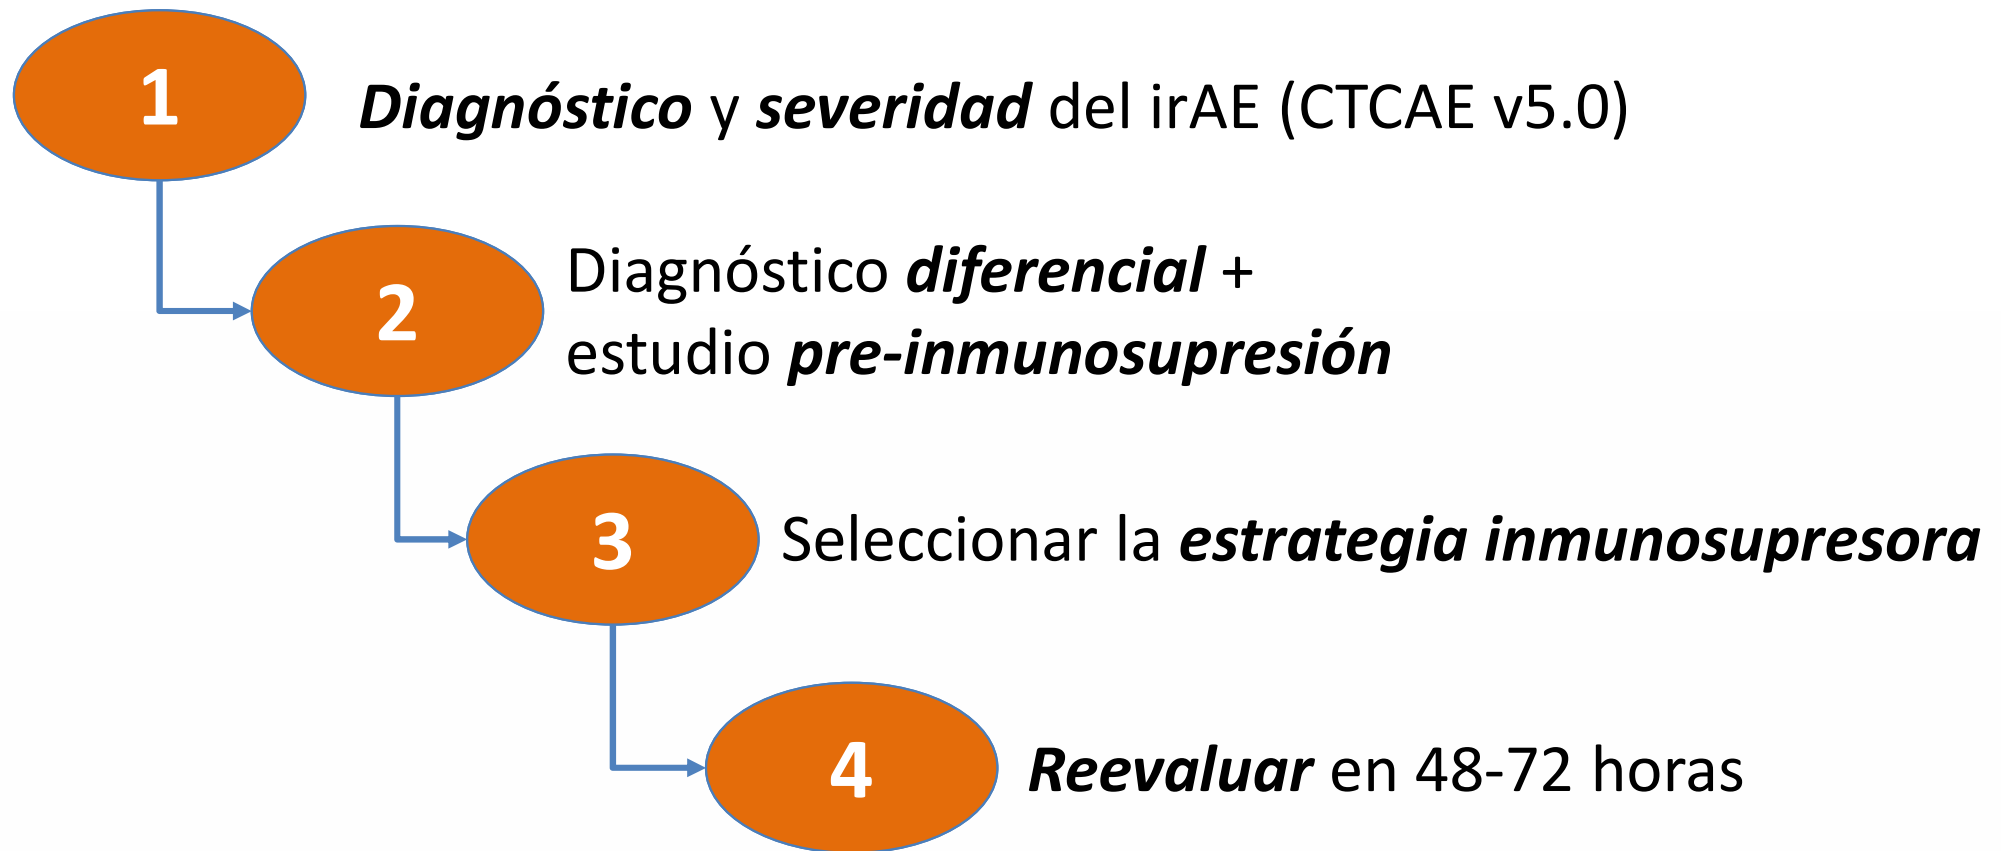 1
Diagnóstico y severidad del irAE (CTCAE v5.0)
2
Diagnóstico diferencial +
estudio pre-inmunosupresión
3
Seleccionar la estrategia inmunosupresora
4
Reevaluar en 48-72 horas